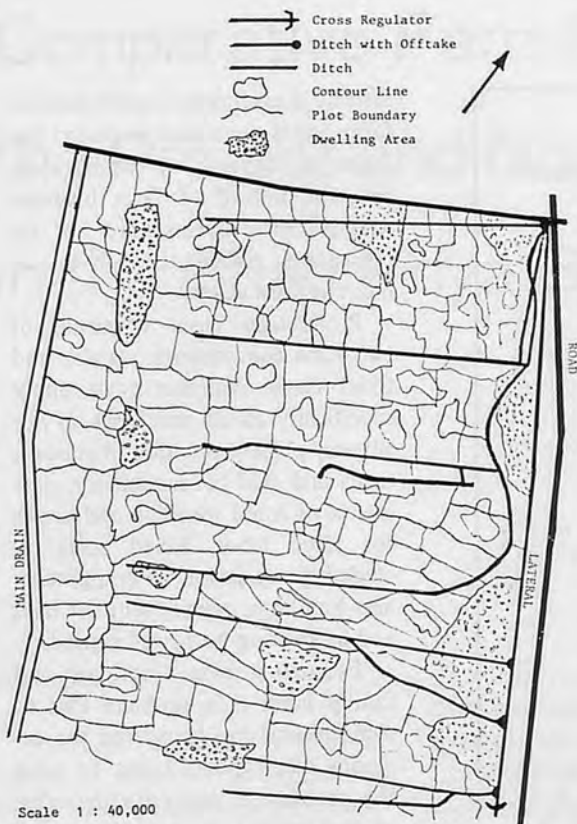 Cross Regulator
Ditch with Offtake
Ditch
Contour Line
Plot Boundary
Dwelling Area
ROAD
LATERAL
MAIN DRAIN
Scale 1 : 40,000